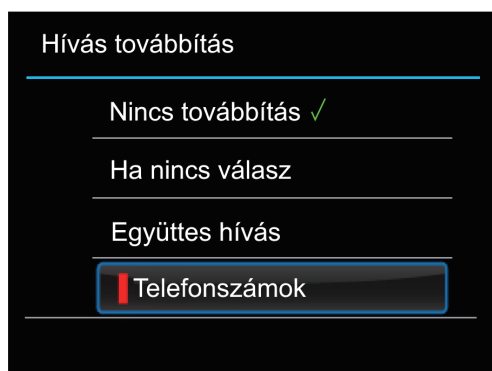 Hívás továbbítás
Nincs továbbítás ✓
Ha nincs válasz
Együttes hívás
Telefonszámok